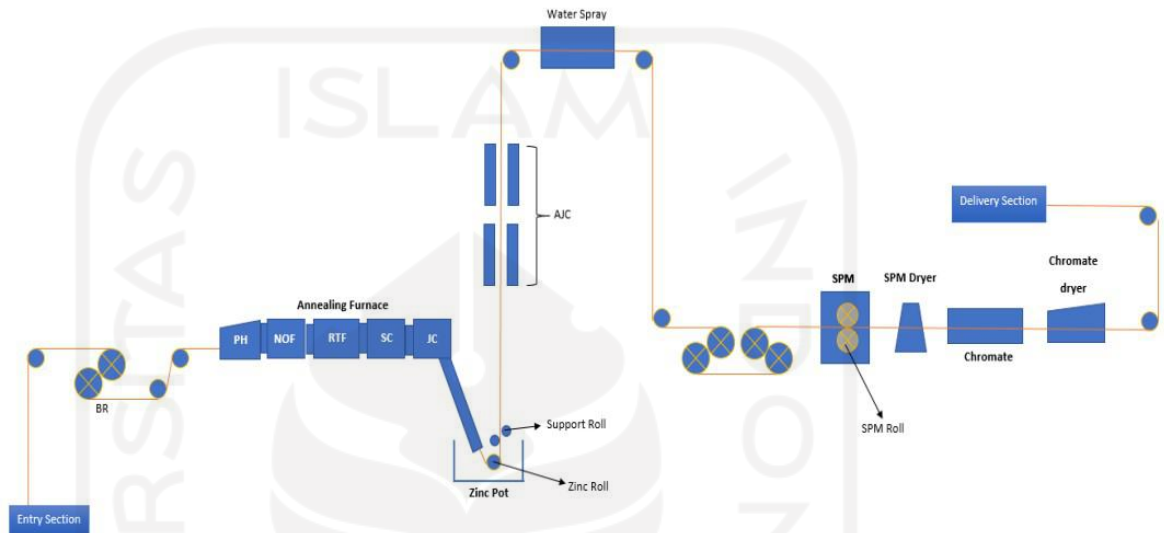 Water Spray
ISLAM
AJC
Delivery Section
Chromate
dryer
SPM
SPM Dryer
Annealing Furnace
PH
NOF
RTF
SC
JC
Chromate
BR
Support Roll
SPM Roll
Zinc Roll
Zinc Pot
Entry Section